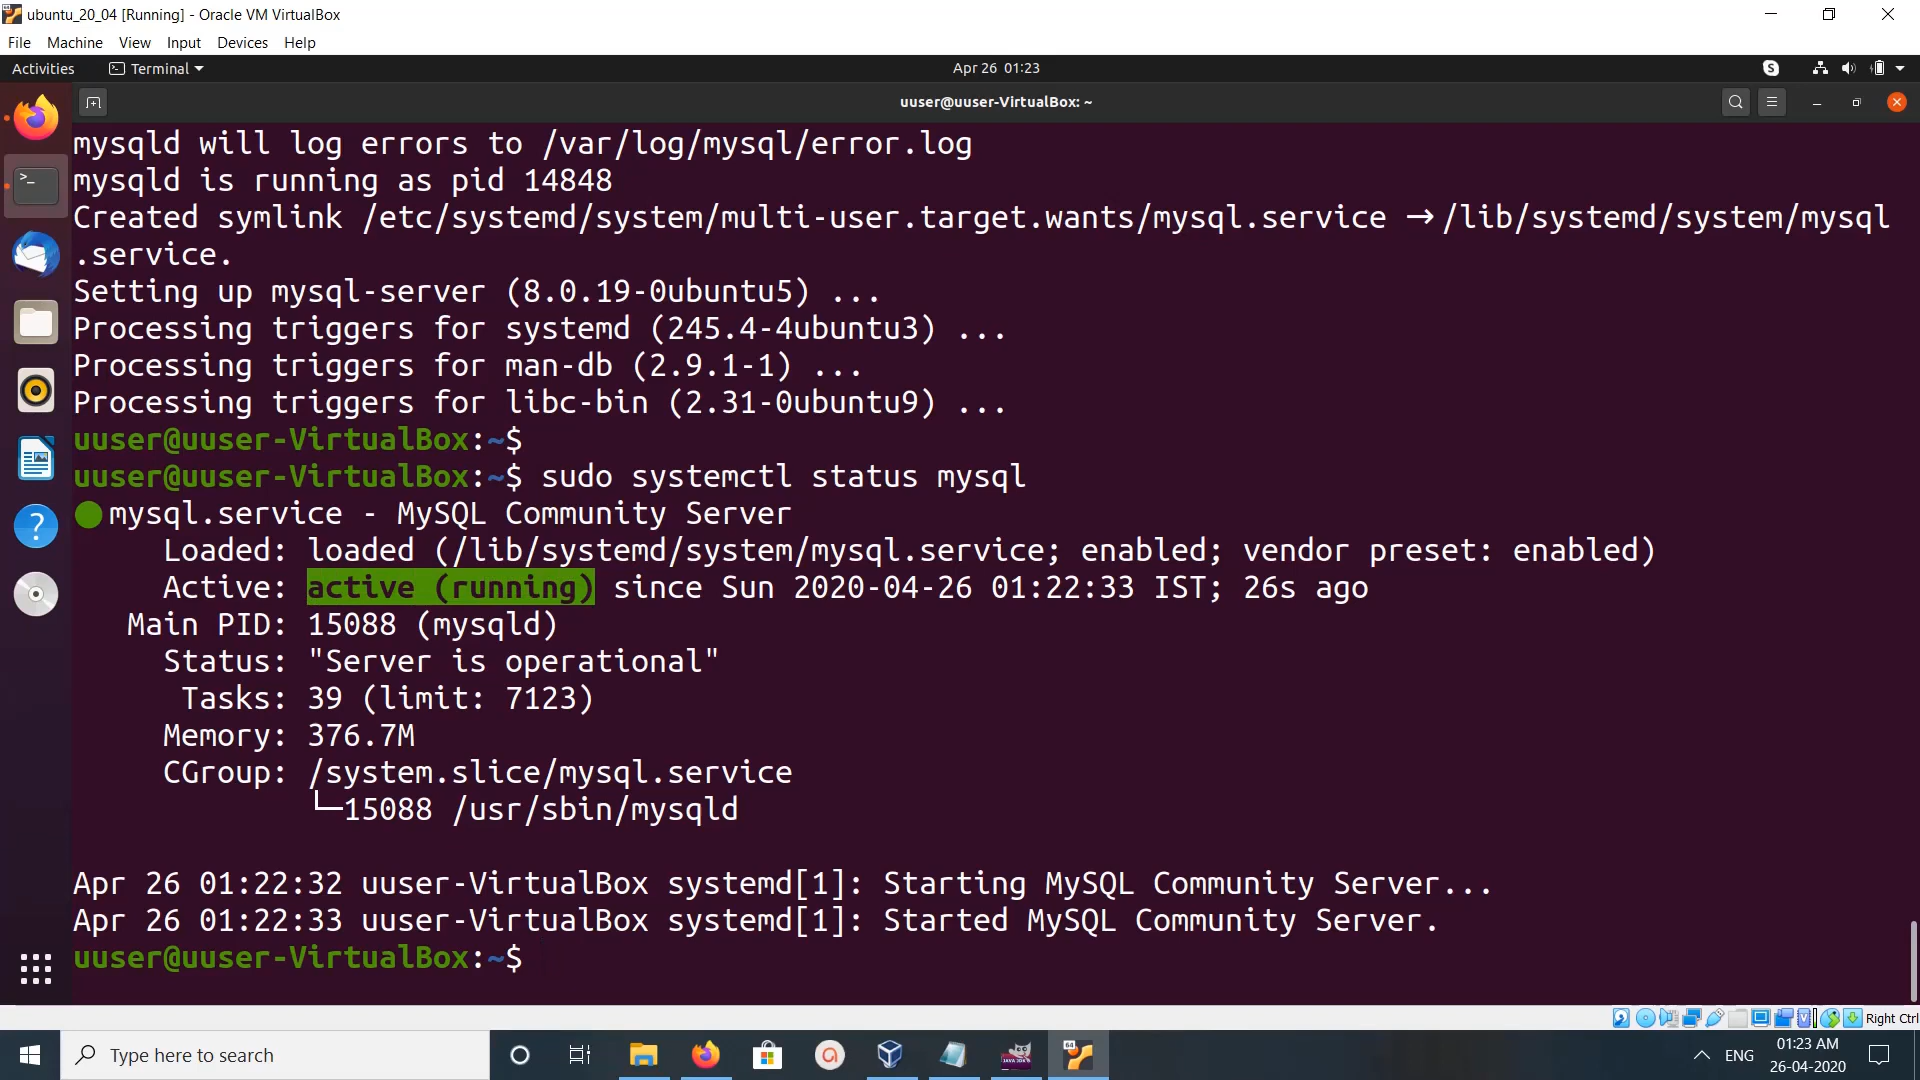 ubuntu_20_04 [Running] - Oracle VM VirtualBox
File Machine View Input Devices Help
Activities Terminal Apr 26 01:23
uuser@uuser-VirtualBox: ~
mysqld will log errors to /var/log/mysql/error.log
mysqld is running as pid 14848
Created symlink /etc/systemd/system/multi-user.target.wants/mysql.service → /lib/systemd/system/mysql
.service.
Setting up mysql-server (8.0.19-0ubuntu5) ...
Processing triggers for systemd (245.4-4ubuntu3) ...
Processing triggers for man-db (2.9.1-1) ...
Processing triggers for libc-bin (2.31-0ubuntu9) ...
uuser@uuser-VirtualBox:~$
uuser@uuser-VirtualBox:~$ sudo systemctl status mysql
● mysql.service - MySQL Community Server
Loaded: loaded (/lib/systemd/system/mysql.service; enabled; vendor preset: enabled)
Active: active (running) since Sun 2020-04-26 01:22:33 IST; 26s ago
Main PID: 15088 (mysqld)
Status: "Server is operational"
Tasks: 39 (limit: 7123)
Memory: 376.7M
CGroup: /system.slice/mysql.service
└─15088 /usr/sbin/mysqld
Apr 26 01:22:32 uuser-VirtualBox systemd[1]: Starting MySQL Community Server...
Apr 26 01:22:33 uuser-VirtualBox systemd[1]: Started MySQL Community Server.
uuser@uuser-VirtualBox:~$
Right Ctrl
Type here to search
64
ENG
01:23 AM
26-04-2020